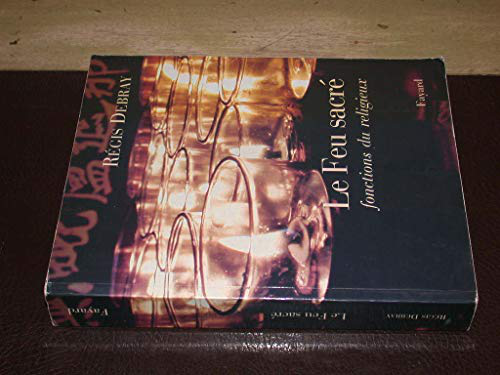 RÉGIS DEBRAY
Le Feu sacré
fonctions du religieux
Fayard
RÉGIS DEBRAY
Le Feu sacré
Fayard